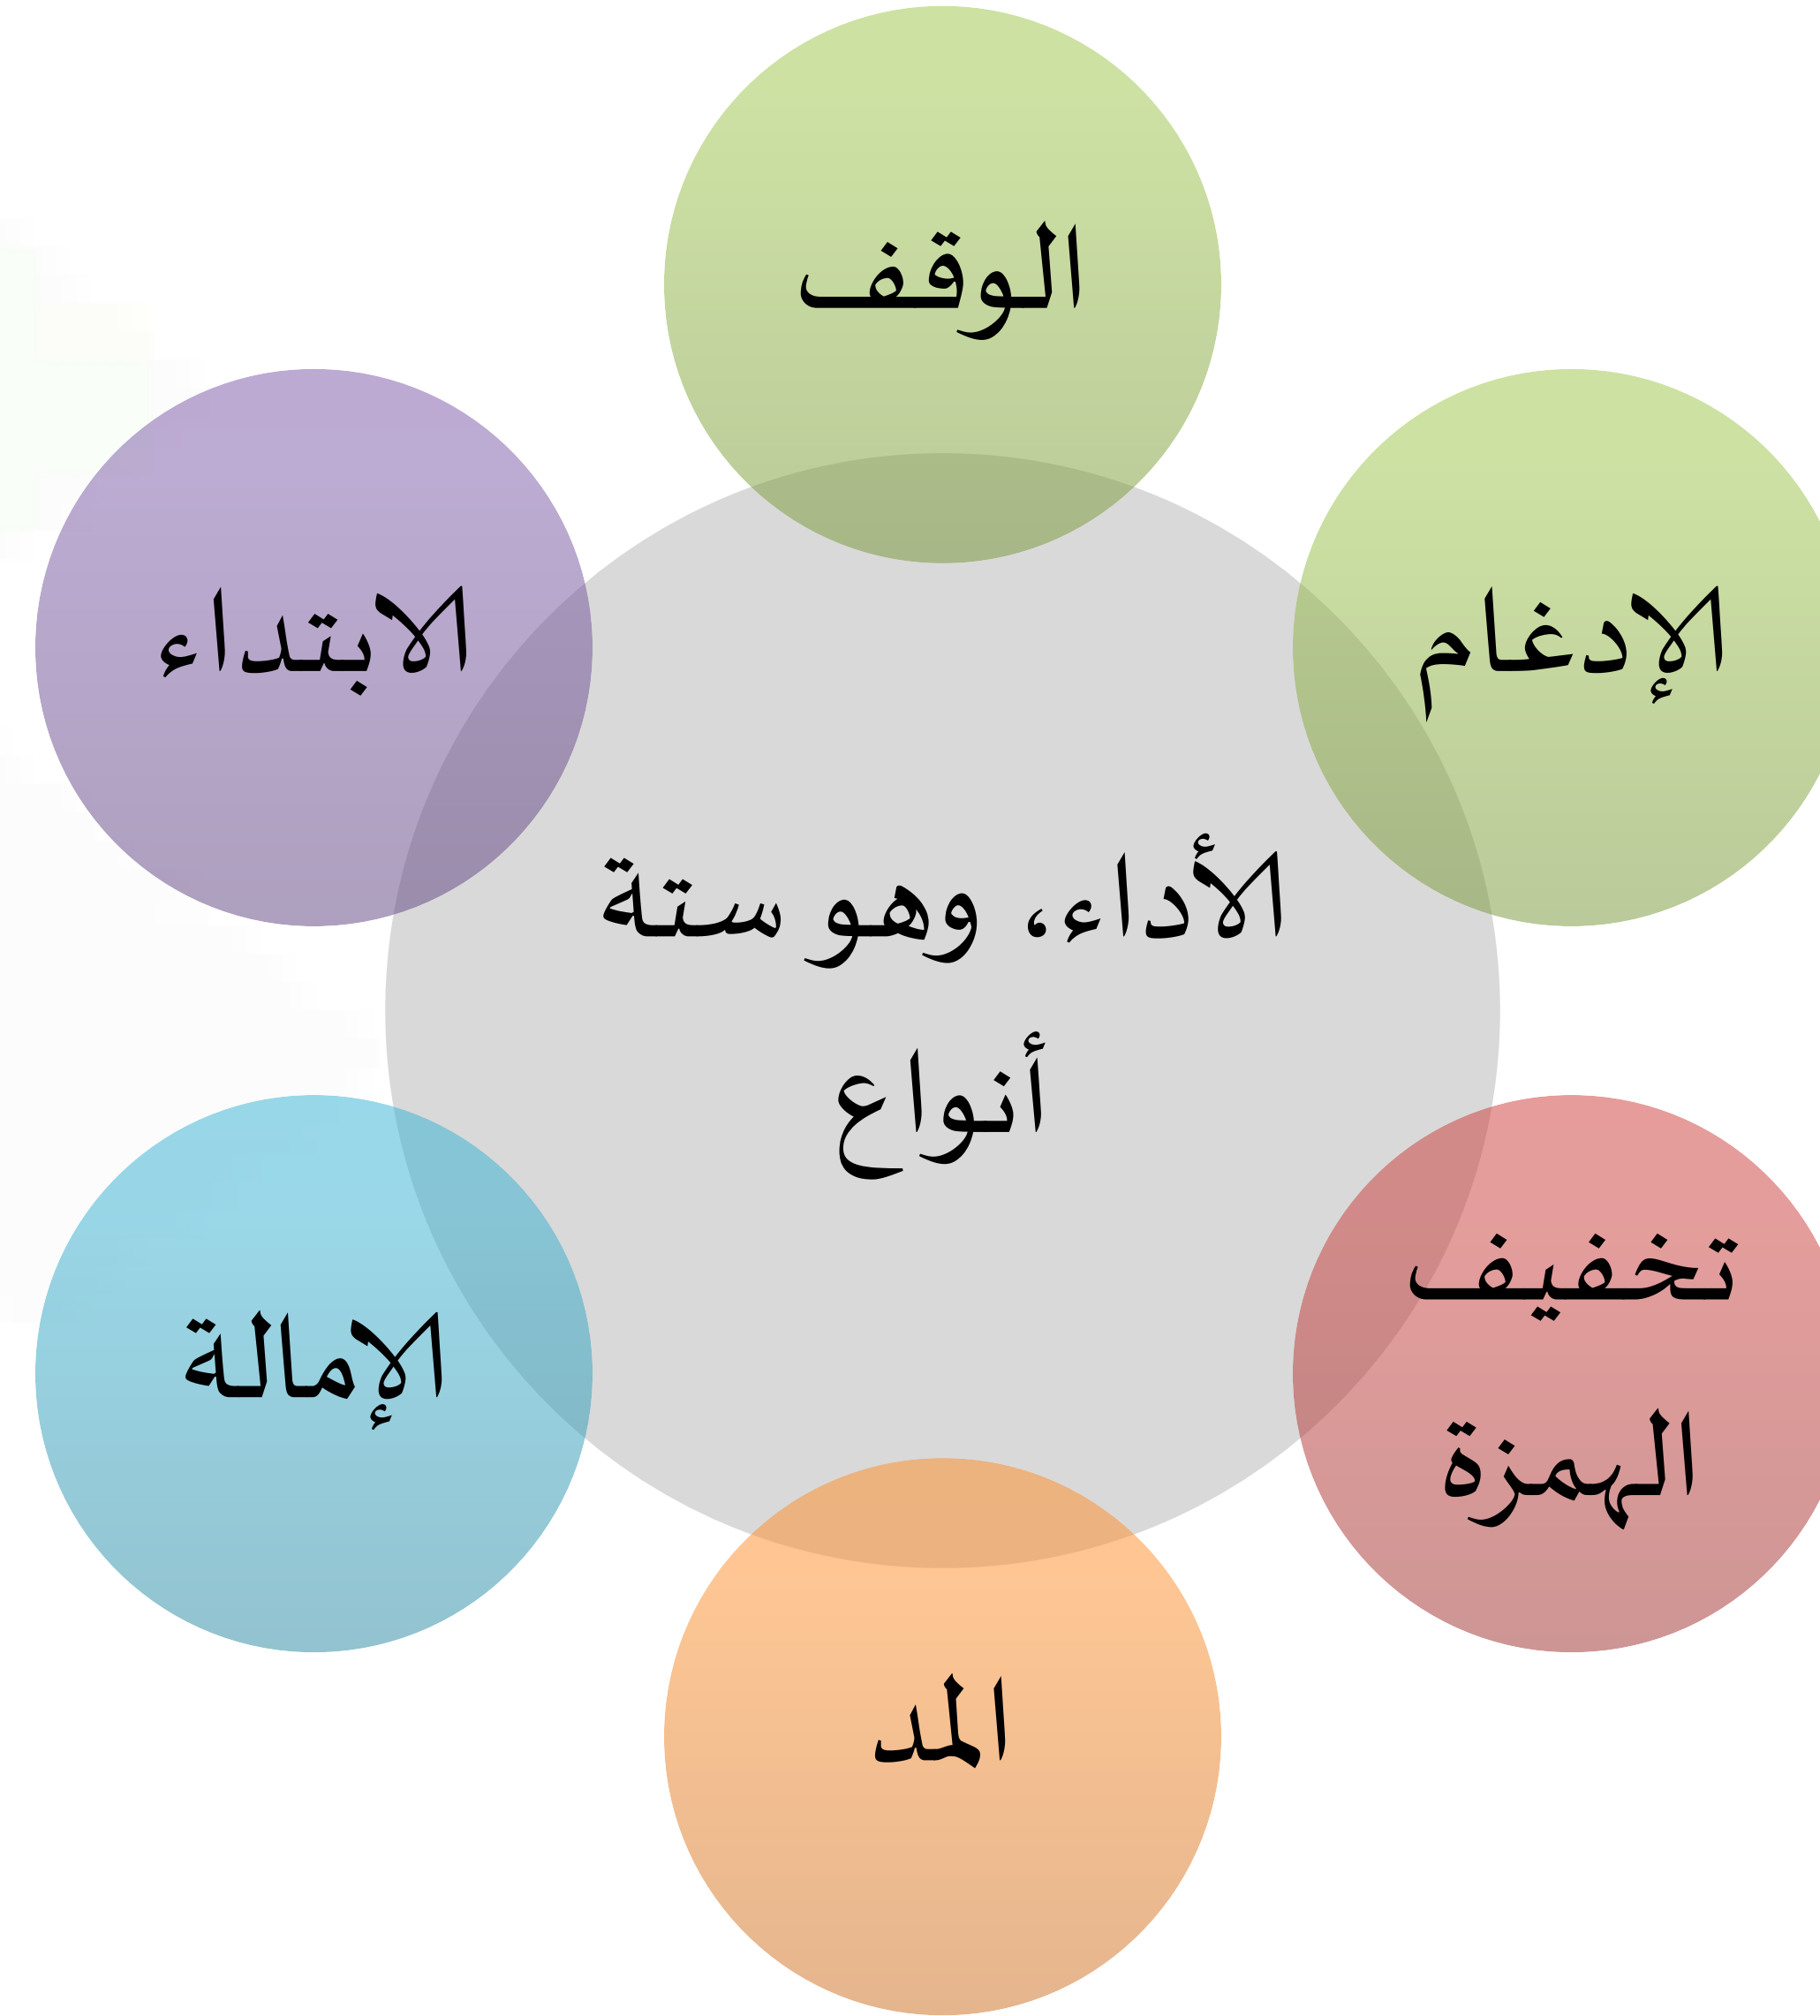 الوقف
الإدغام
الابتداء
الأداء، وهو ستة
أنواع
تخفيف
الهمزة
الإمالة
المد